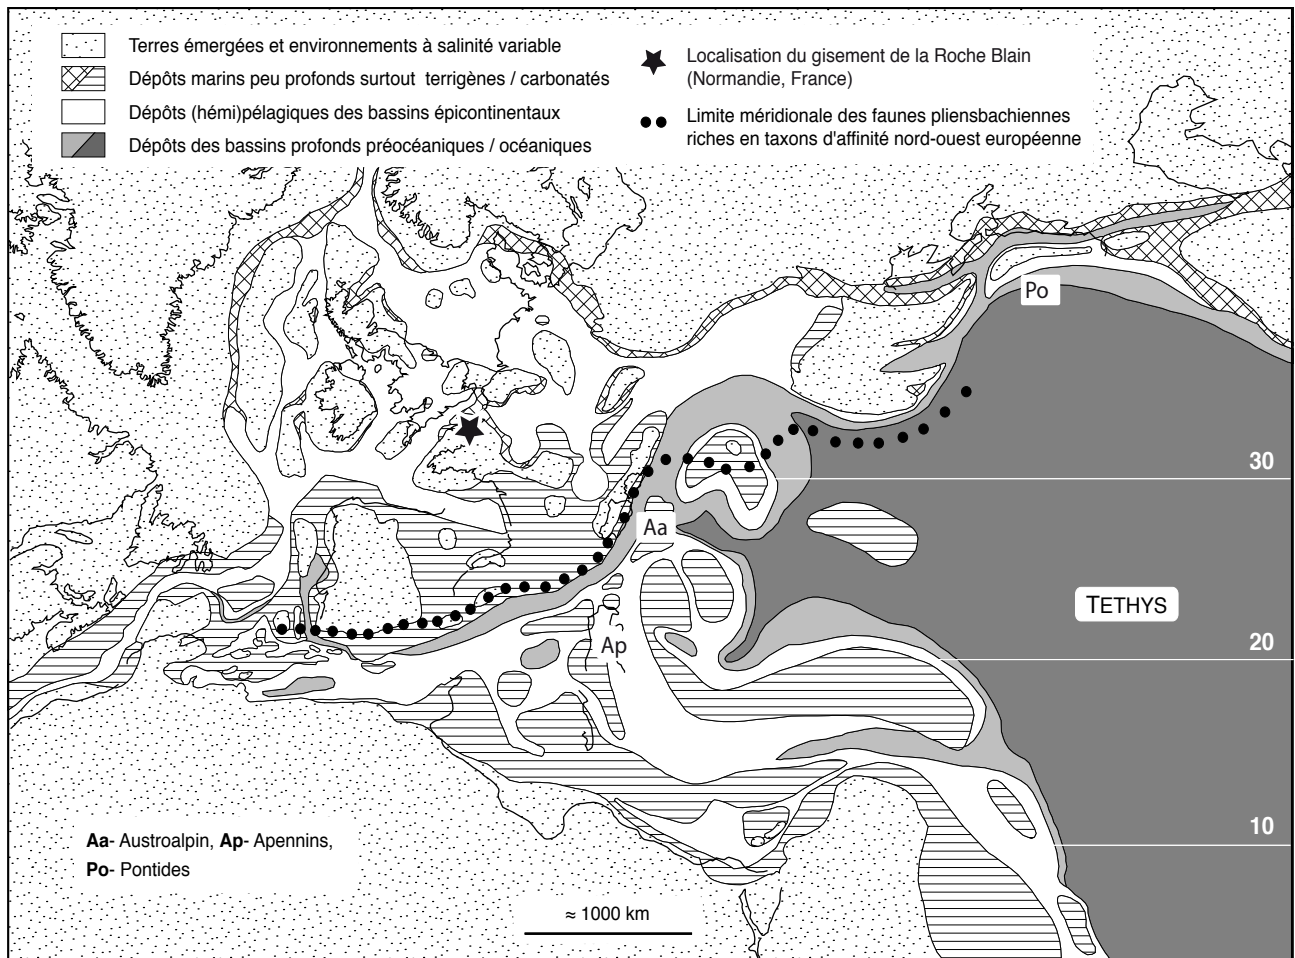 Terres émergées et environnements à salinité variable
Dépôts marins peu profonds surtout terrigènes / carbonatés
Dépôts (hémi)pélagiques des bassins épicontinentaux
Dépôts des bassins profonds préocéaniques / océaniques
Localisation du gisement de la Roche Blain
(Normandie, France)
Limite méridionale des faunes pliensbachiennes
riches en taxons d'affinité nord-ouest européenne
Po
30
Aa
TETHYS
Ap
20
10
Aa- Austroalpin, Ap- Apennins,
Po- Pontides
≈ 1000 km